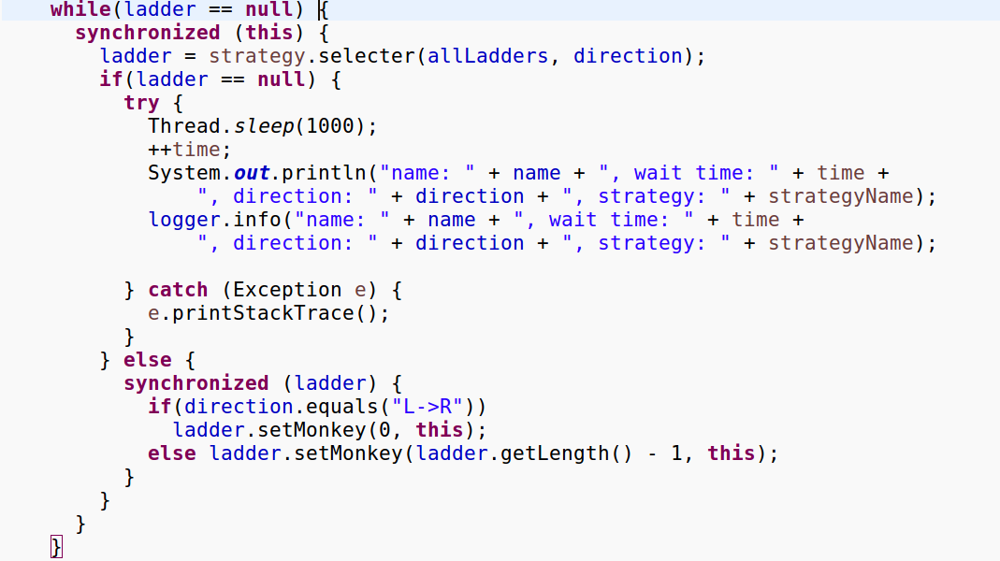 while(ladder == null) {
synchronized (this) {
ladder = strategy.selecter(allLadders, direction);
if(ladder == null) {
try {
Thread.sleep(1000);
++time;
System.out.println("name: " + name + ", wait time: " + time +
", direction: " + direction + ", strategy: " + strategyName);
logger.info("name: " + name + ", wait time: " + time +
", direction: " + direction + ", strategy: " + strategyName);
} catch (Exception e) {
e.printStackTrace();
}
} else {
synchronized (ladder) {
if(direction.equals("L->R"))
ladder.setMonkey(0, this);
else ladder.setMonkey(ladder.getLength() - 1, this);
}
}
}
}